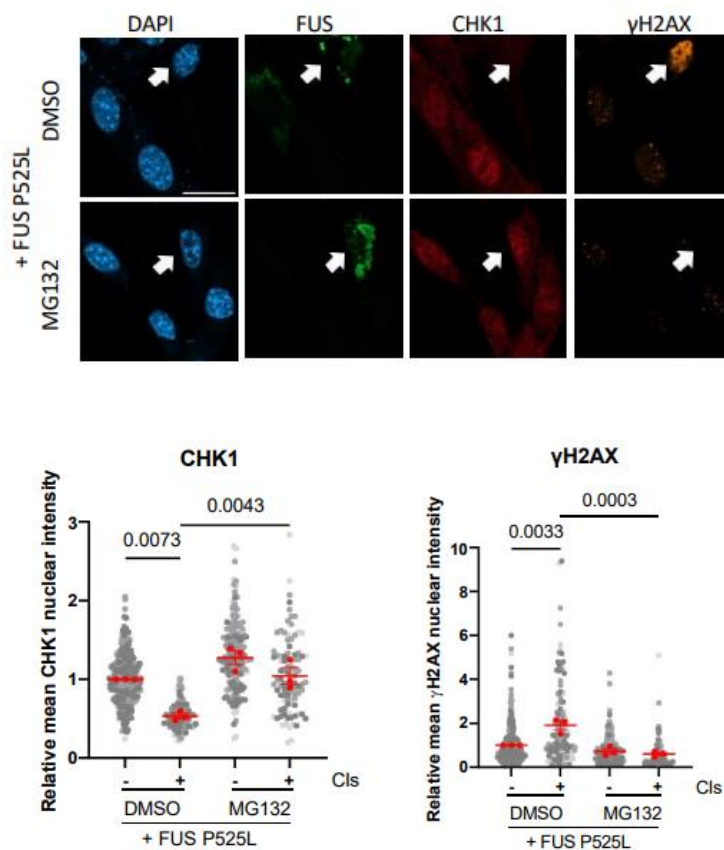 DAPI FUS CHK1 γH2AX
+ FUS P525L
DMSO
MG132
CHK1
Relative mean CHK1 nuclear intensity
3
2
1
0
0.0073
0.0043
- + - + CIs
DMSO MG132
+ FUS P525L
γH2AX
Relative mean γH2AX nuclear intensity
10
8
6
4
2
0
0.0033
0.0003
- + - + CIs
DMSO MG132
+ FUS P525L